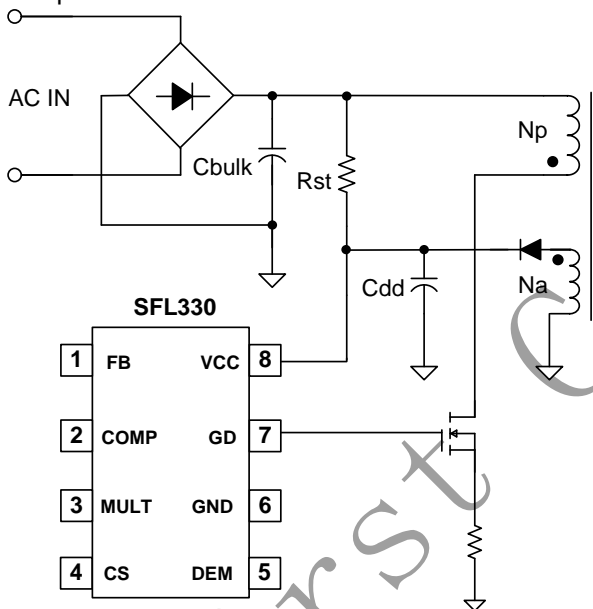 AC IN
Cbulk
Rst
Np
Cdd
Na
SFL330
1 FB VCC 8
2 COMP GD 7
3 MULT GND 6
4 CS DEM 5